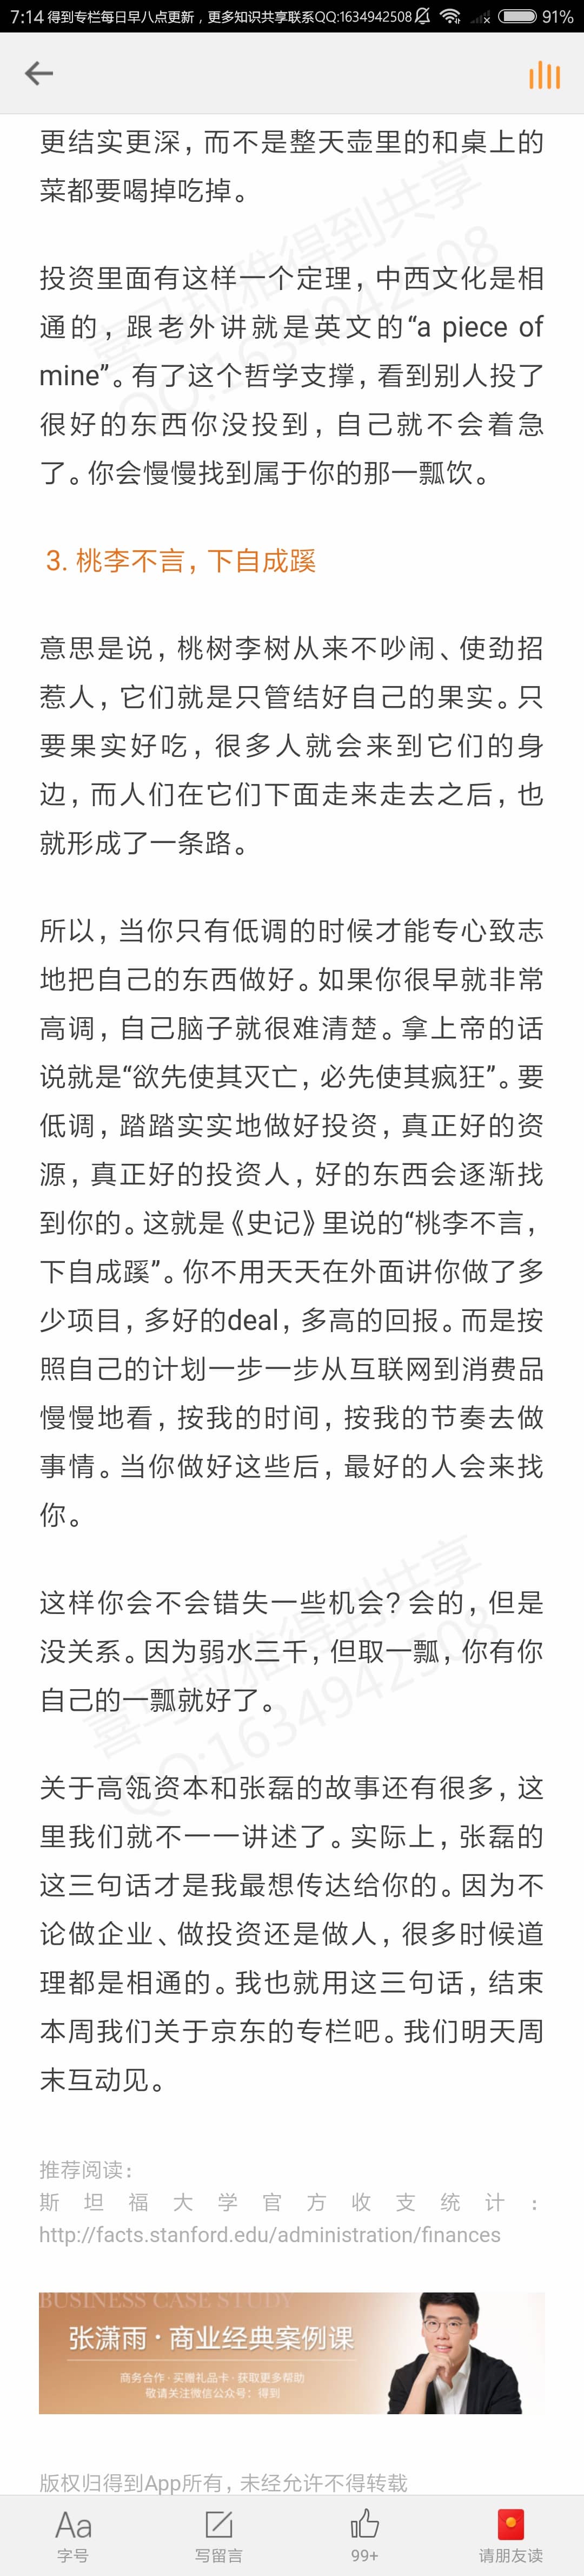 7:14 得到专栏每日早八点更新，更多知识共享联系QQ:1634942508 91%
更结实更深，而不是整天壶里的和桌上的
菜都要喝掉吃掉。
投资里面有这样一个定理，中西文化是相
通的，跟老外讲就是英文的“a piece of
mine”。有了这个哲学支撑，看到别人投了
很好的东西你没投到，自己就不会着急
了。你会慢慢找到属于你的那一瓢饮。
3. 桃李不言，下自成蹊
意思是说，桃树李树从来不吵闹、使劲招
惹人，它们就是只管结好自己的果实。只
要果实好吃，很多人就会来到它们的身
边，而人们在它们下面走来走去之后，也
就形成了一条路。
所以，当你只有低调的时候才能专心致志
地把自己的东西做好。如果你很早就非常
高调，自己脑子就很难清楚。拿上帝的话
说就是“欲先使其灭亡，必先使其疯狂”。要
低调，踏踏实实地做好投资，真正好的资
源，真正好的投资人，好的东西会逐渐找
到你的。这就是《史记》里说的“桃李不言，
下自成蹊”。你不用天天在外面讲你做了多
少项目，多好的deal，多高的回报。而是按
照自己的计划一步一步从互联网到消费品
慢慢地看，按我的时间，按我的节奏去做
事情。当你做好这些后，最好的人会来找
你。
这样你会不会错失一些机会？会的，但是
没关系。因为弱水三千，但取一瓢，你有你
自己的一瓢就好了。
关于高瓴资本和张磊的故事还有很多，这
里我们就不一一讲述了。实际上，张磊的
这三句话才是我最想传达给你的。因为不
论做企业、做投资还是做人，很多时候道
理都是相通的。我也就用这三句话，结束
本周我们关于京东的专栏吧。我们明天周
末互动见。
推荐阅读：
斯坦福大学官方收支统计：
http://facts.stanford.edu/administration/finances
BUSINESS CASE STUDY
张潇雨·商业经典案例课
商务合作·买赠礼品卡·获取更多帮助
敬请关注微信公众号：得到
版权归得到App所有，未经允许不得转载
Aa 99+
字号 写留言 请朋友读
喜马拉雅得到共享
QQ:1634942508
喜马拉雅得到共享
QQ:1634942508